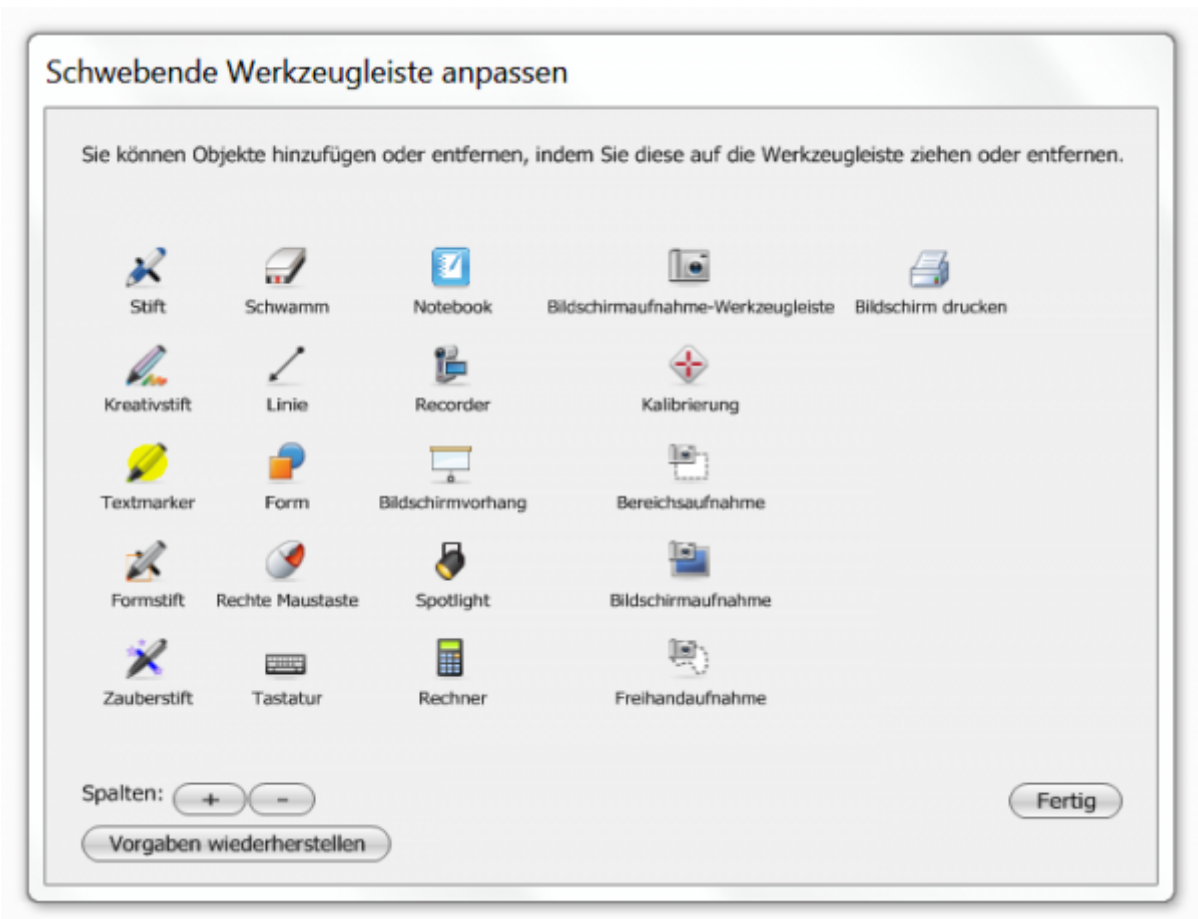 Schwebende Werkzeugleiste anpassen
Sie können Objekte hinzufügen oder entfernen, indem Sie diese auf die Werkzeugleiste ziehen oder entfernen.
Stift Schwamm Notebook Bildschirmaufnahme-Werkzeugleiste Bildschirm drucken
Kreativstift Linie Recorder Kalibrierung
Textmarker Form Bildschirmvorhang Bereichsaufnahme
Formstift Rechte Maustaste Spotlight Bildschirmaufnahme
Zauberstift Tastatur Rechner Freihandaufnahme
Spalten: + - Fertig
Vorgaben wiederherstellen